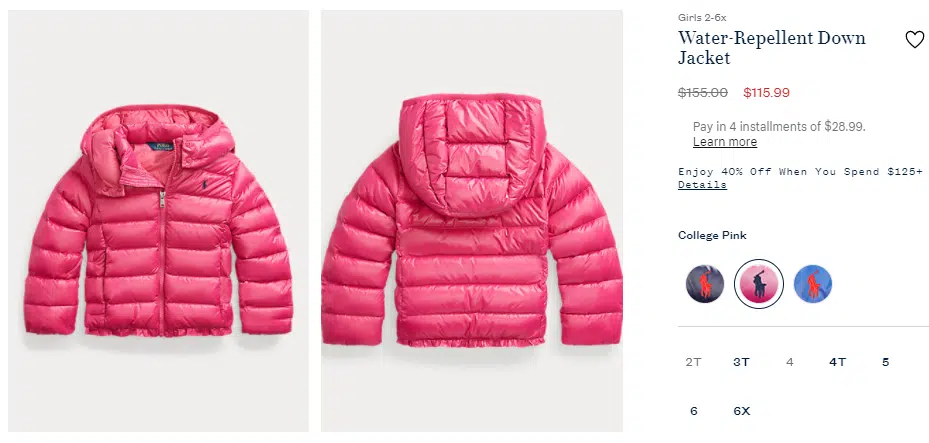 POLO
Girls 2-6x
Water-Repellent Down
Jacket
$155.00 $115.99
Pay in 4 installments of $28.99.
Learn more
Enjoy 40% Off When You Spend $125+
Details
College Pink
2T 3T 4 4T 5
6 6X